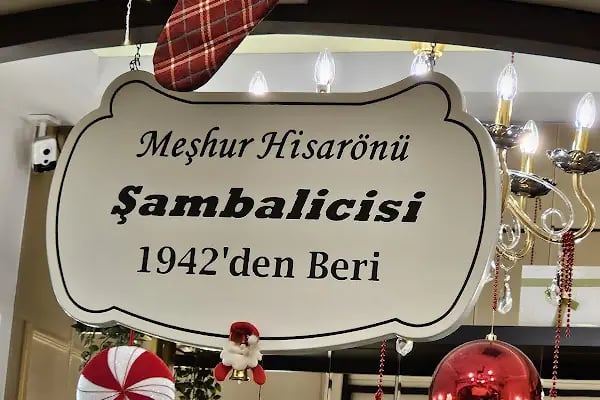 Meşhur Hisarönü
Şambalicisi
1942'den Beri